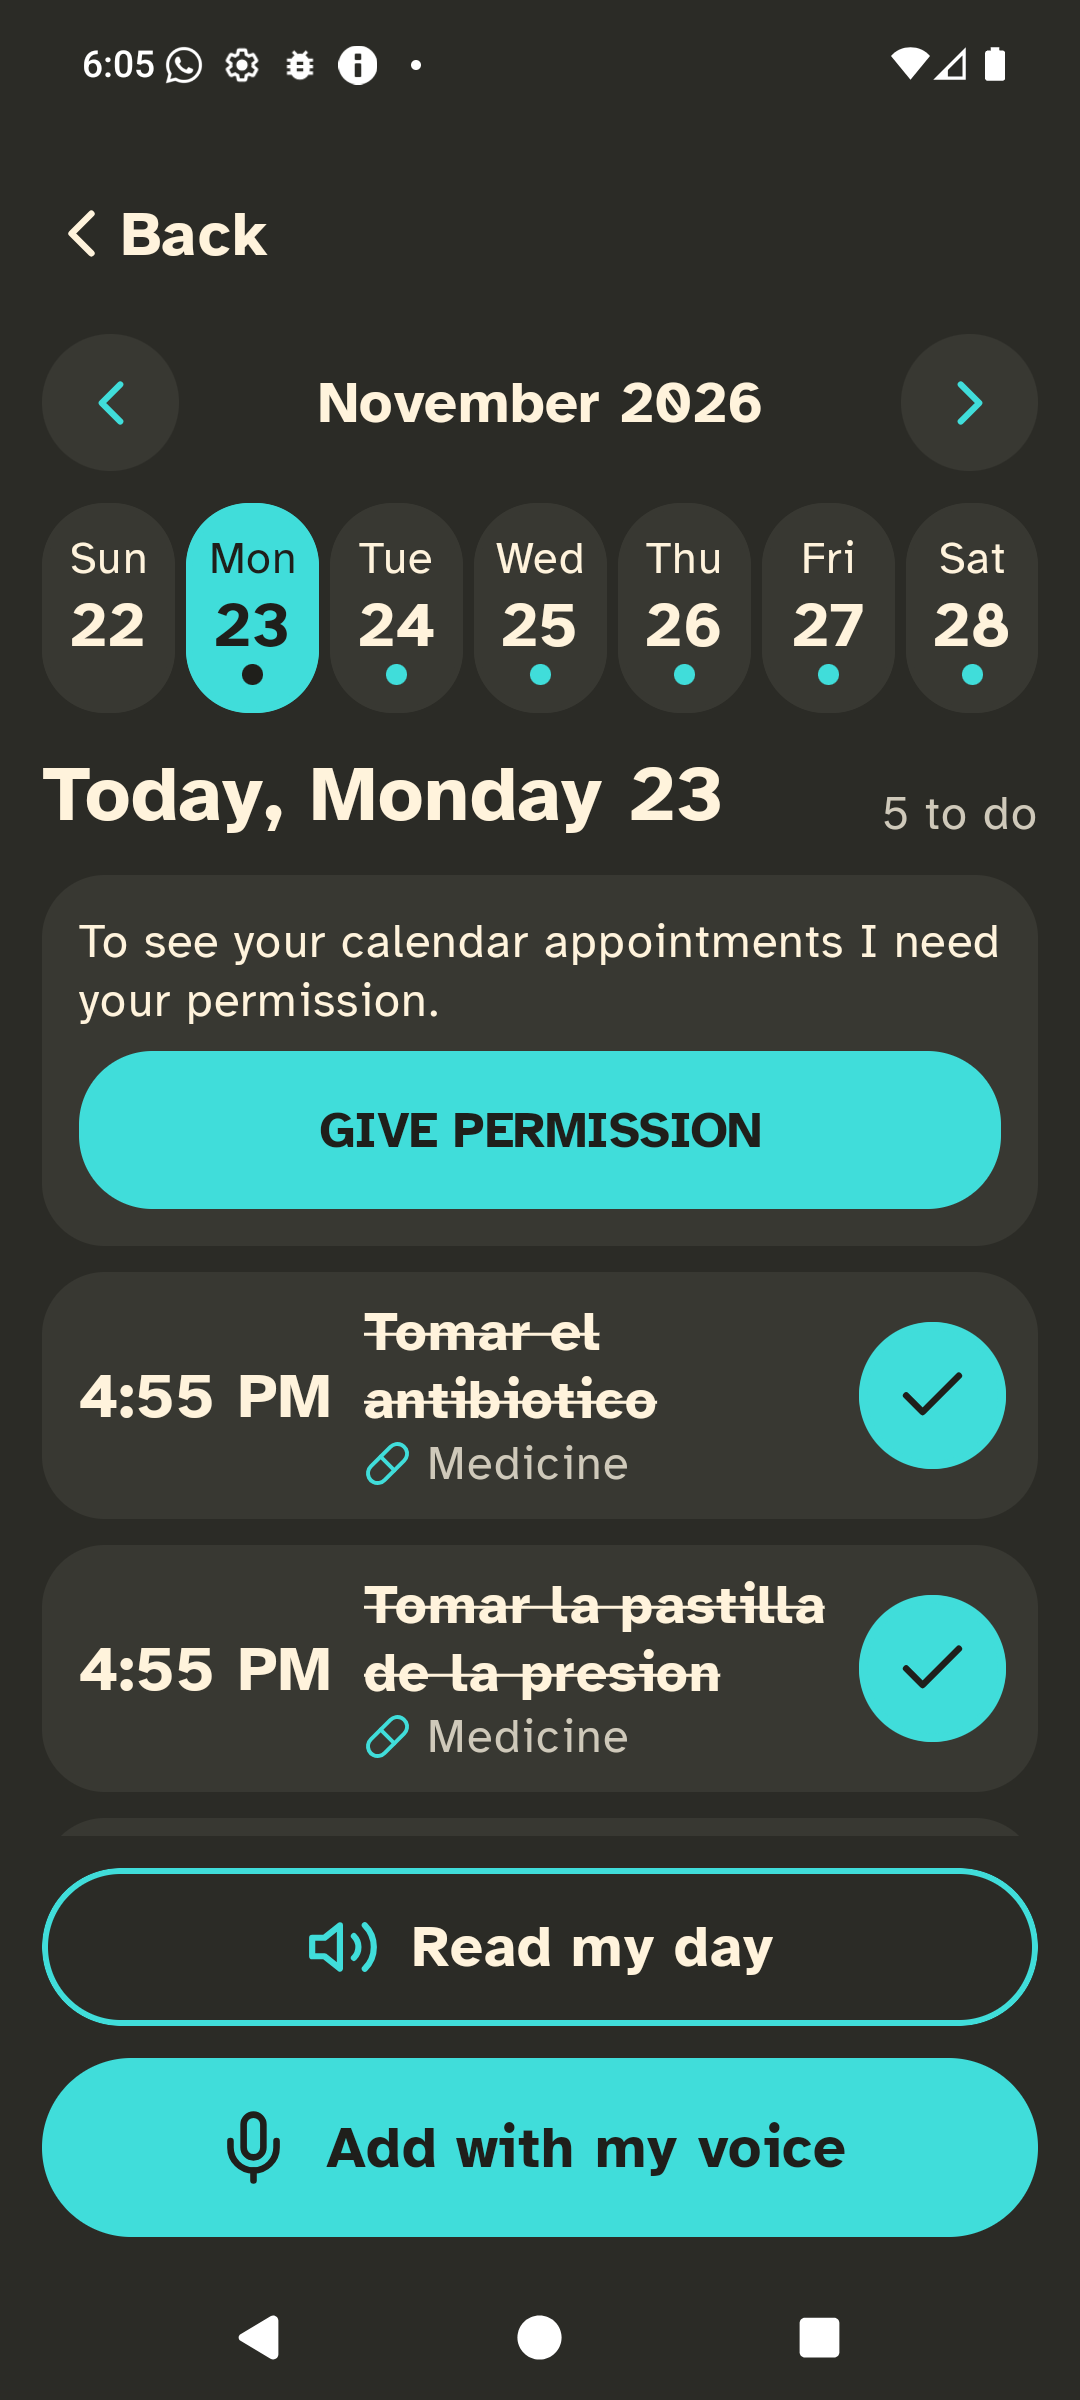 6:05
Back
November 2026
Sun Mon Tue Wed Thu Fri Sat
22 23 24 25 26 27 28
Today, Monday 23
5 to do
To see your calendar appointments I need
your permission.
GIVE PERMISSION
4:55 PM
Tomar el
antibiotico
Medicine
4:55 PM
Tomar la pastilla
de la presion
Medicine
Read my day
Add with my voice